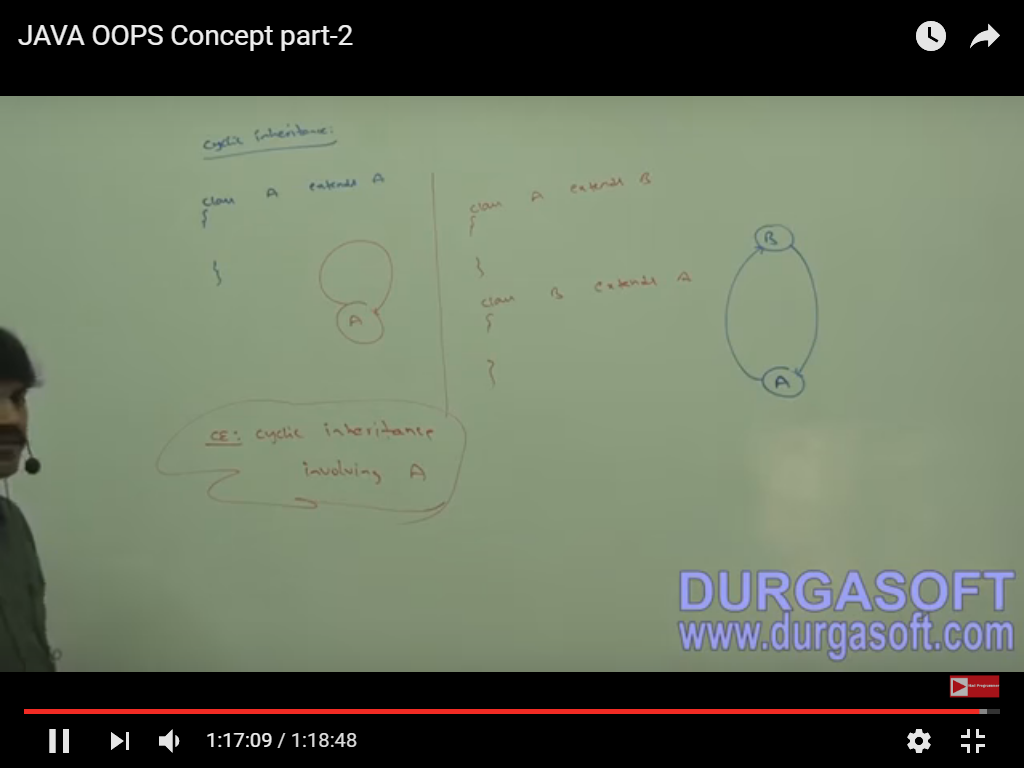 JAVA OOPS Concept part-2
cyclic inheritance:
class A extends A
{
}
A
class A extends B
{
}
class B extends A
{
}
B
A
CE: cyclic inheritance
involving A
DURGASOFT
www.durgasoft.com
1:17:09 / 1:18:48